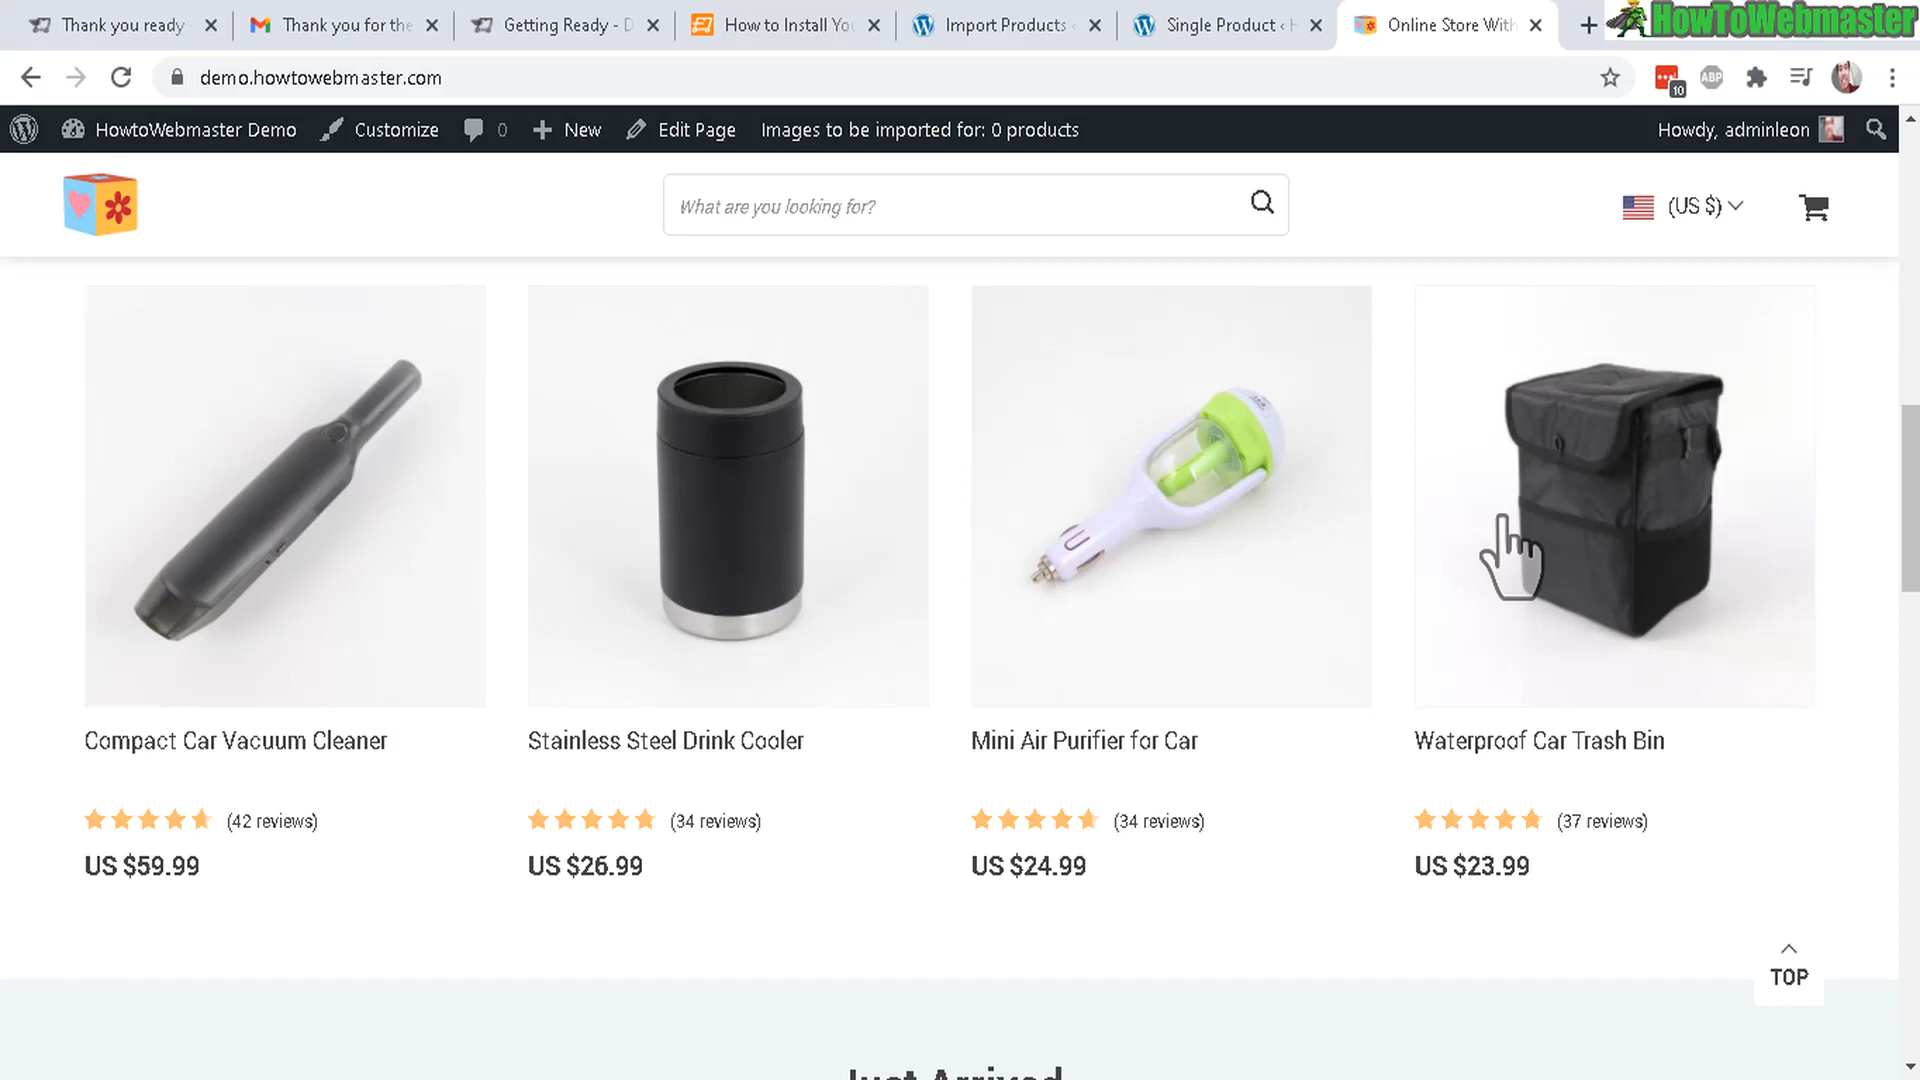 Thank you ready
Thank you for the
Getting Ready - D
How to Install You
Import Products
Single Product ‹
Online Store With
HowToWebmaster
demo.howtowebmaster.com
10
ABP
HowtoWebmaster Demo
Customize
0
New
Edit Page
Images to be imported for: 0 products
Howdy, adminleon
What are you looking for?
(US $)
Compact Car Vacuum Cleaner
Stainless Steel Drink Cooler
Mini Air Purifier for Car
Waterproof Car Trash Bin
(42 reviews)
(34 reviews)
(34 reviews)
(37 reviews)
US $59.99
US $26.99
US $24.99
US $23.99
TOP
Just Arrived